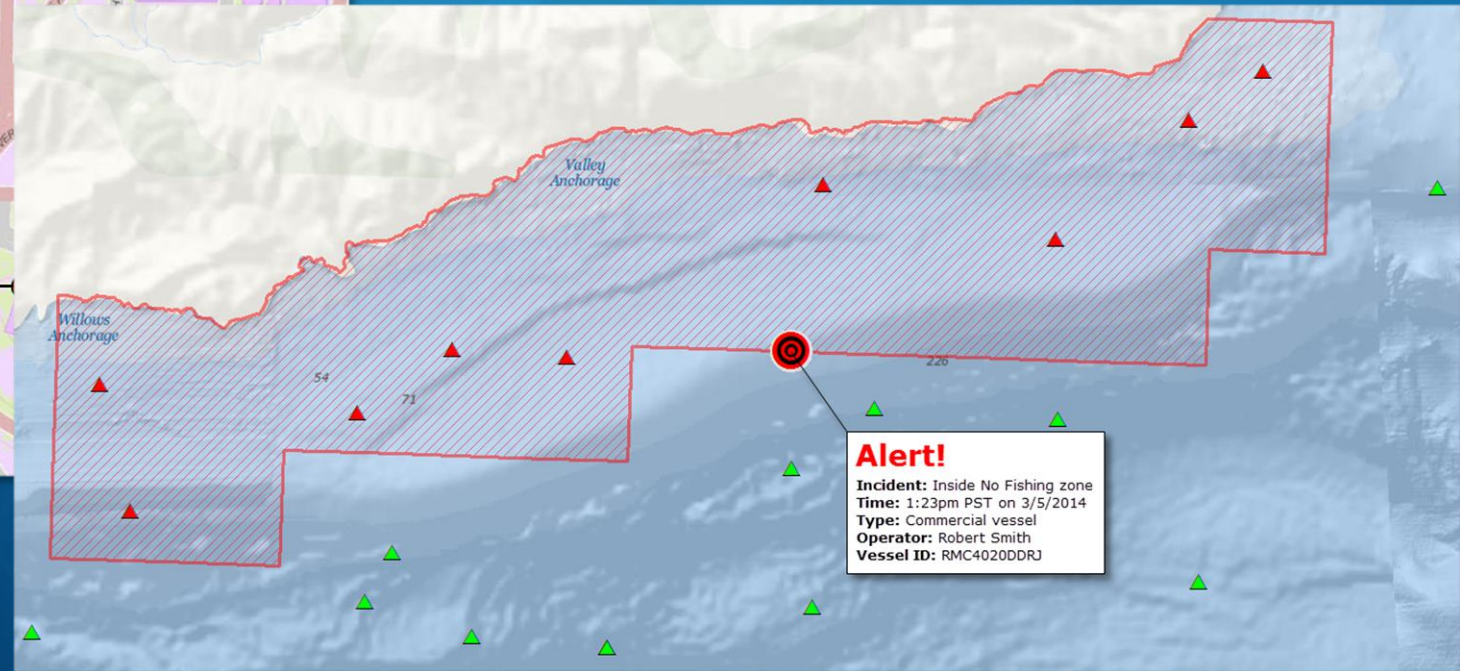 Valley
Anchorage
Willows
Anchorage
54
71
226
Alert!
Incident: Inside No Fishing zone
Time: 1:23pm PST on 3/5/2014
Type: Commercial vessel
Operator: Robert Smith
Vessel ID: RMC4020DDRJ